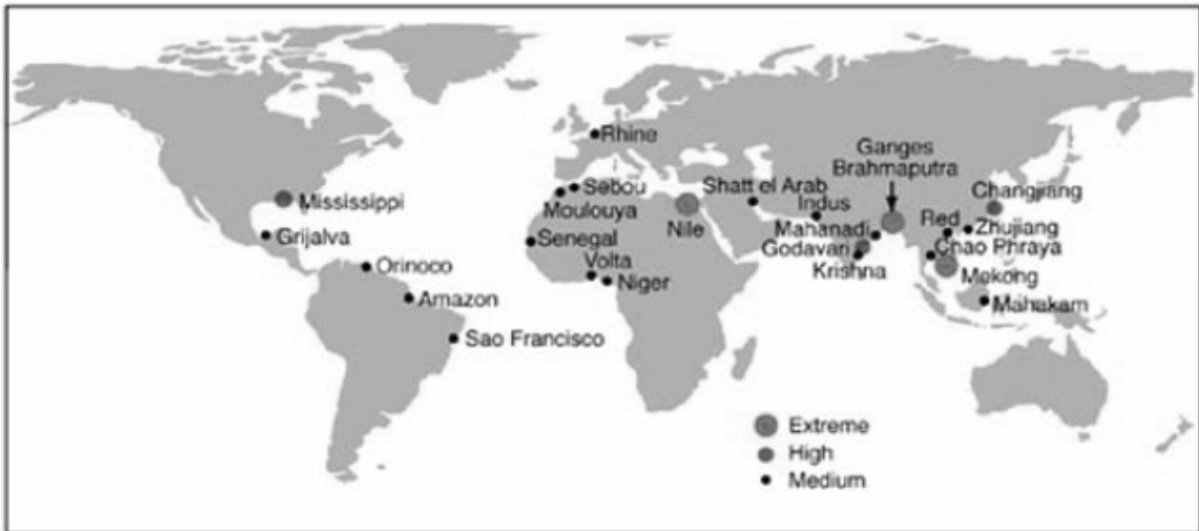 Rhine
Ganges
Brahmaputra
Sebou
Shatt el Arab
Changjiang
Mississippi
Moulouya
Indus
Nile
Mahanadi
Red
Zhujiang
Grijalva
Senegal
Godavari
Chao Phraya
Orinoco
Volta
Krishna
Niger
Mekong
Amazon
Mahakam
Sao Francisco
Extreme
High
Medium